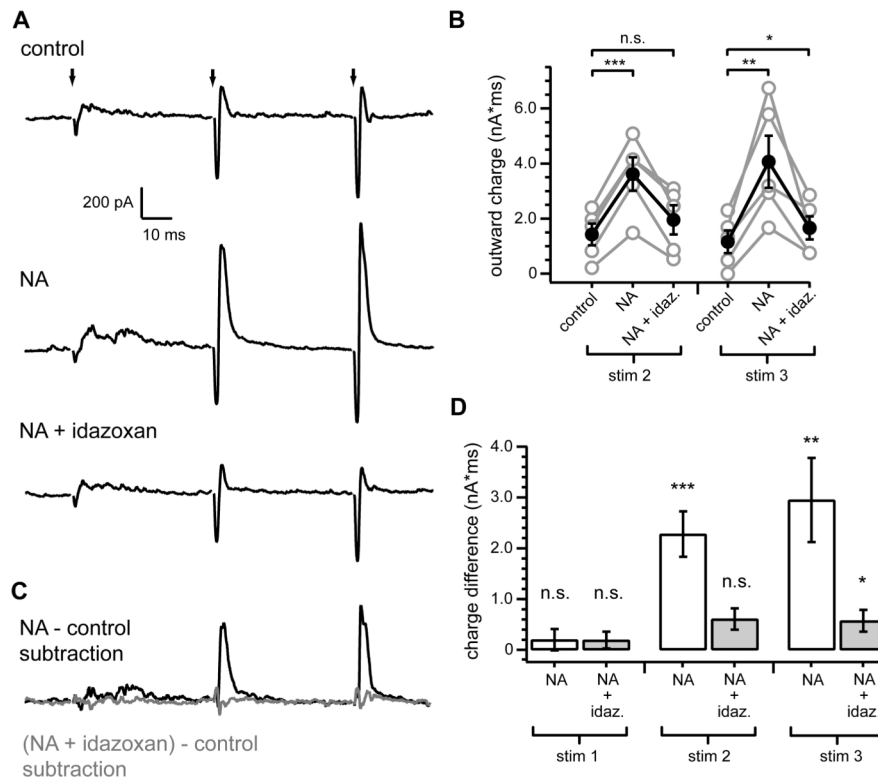 A
control
200 pA
10 ms
NA
NA + idazoxan
B
n.s.
*
***
**
outward charge (nA*ms)
6.0
4.0
2.0
0
control
NA
NA + idaz.
control
NA
NA + idaz.
stim 2
stim 3
C
NA - control
subtraction
(NA + idazoxan) - control
subtraction
D
charge difference (nA*ms)
4.0
3.0
2.0
1.0
0
n.s.
n.s.
***
n.s.
**
*
NA
NA
+
idaz.
NA
NA
+
idaz.
NA
NA
+
idaz.
stim 1
stim 2
stim 3